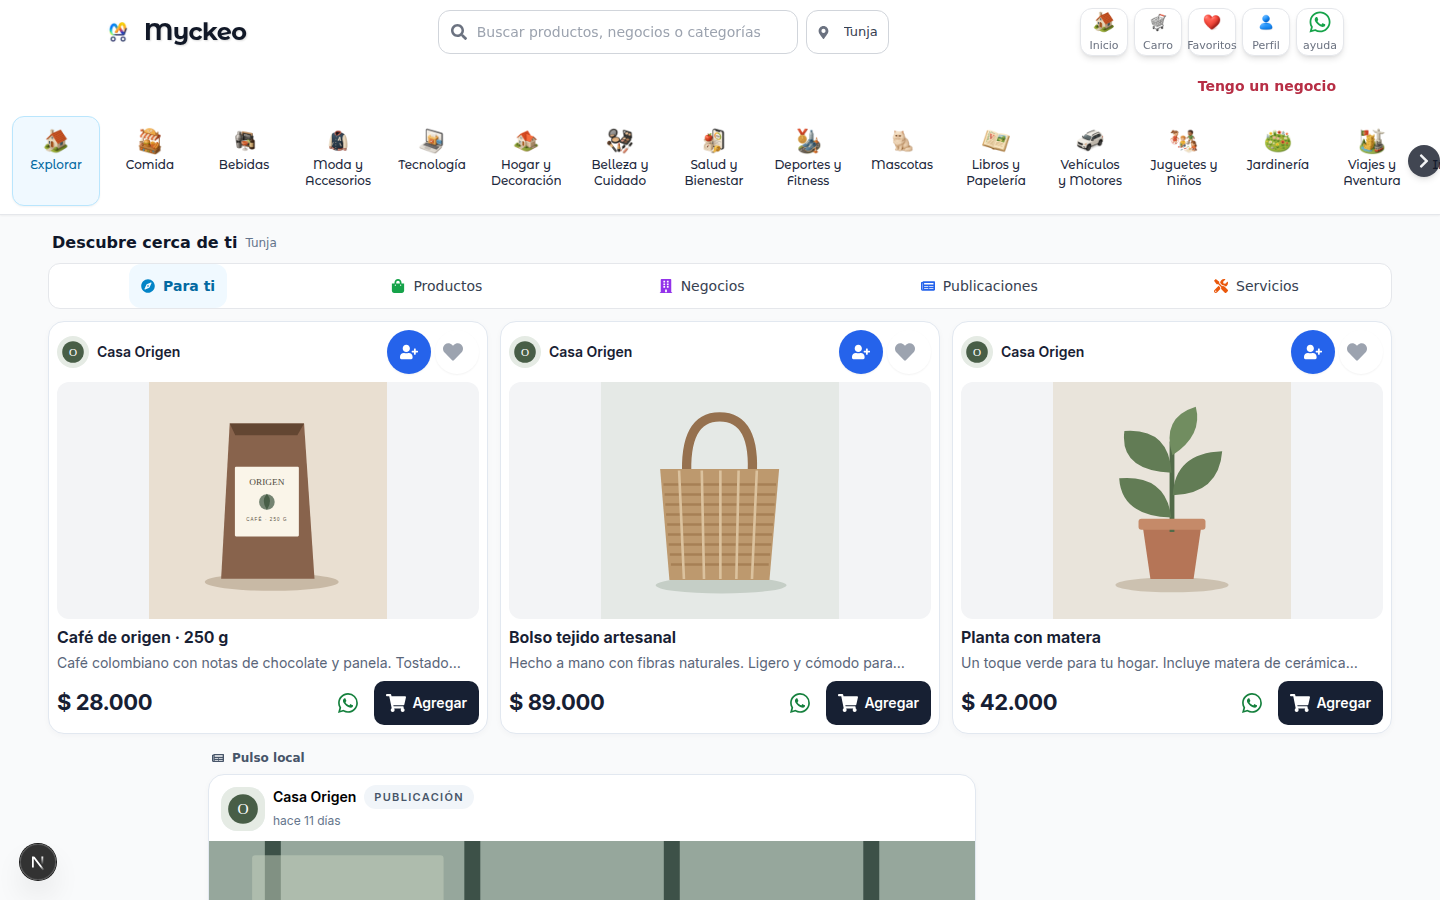 Myckeo
Buscar productos, negocios o categorías
Tunja
Inicio
Carro
Favoritos
Perfil
ayuda
Tengo un negocio
Explorar
Comida
Bebidas
Moda y
Accesorios
Tecnología
Hogar y
Decoración
Belleza y
Cuidado
Salud y
Bienestar
Deportes y
Fitness
Mascotas
Libros y
Papelería
Vehículos
y Motores
Juguetes y
Niños
Jardinería
Viajes y
Aventura
Descubre cerca de ti Tunja
Para ti
Productos
Negocios
Publicaciones
Servicios
O
Casa Origen
ORIGEN
CAFÉ · 250 G
Café de origen · 250 g
Café colombiano con notas de chocolate y panela. Tostado...
$ 28.000
Agregar
O
Casa Origen
Bolso tejido artesanal
Hecho a mano con fibras naturales. Ligero y cómodo para...
$ 89.000
Agregar
O
Casa Origen
Planta con matera
Un toque verde para tu hogar. Incluye matera de cerámica...
$ 42.000
Agregar
Pulso local
O
Casa Origen PUBLICACIÓN
hace 11 días
N